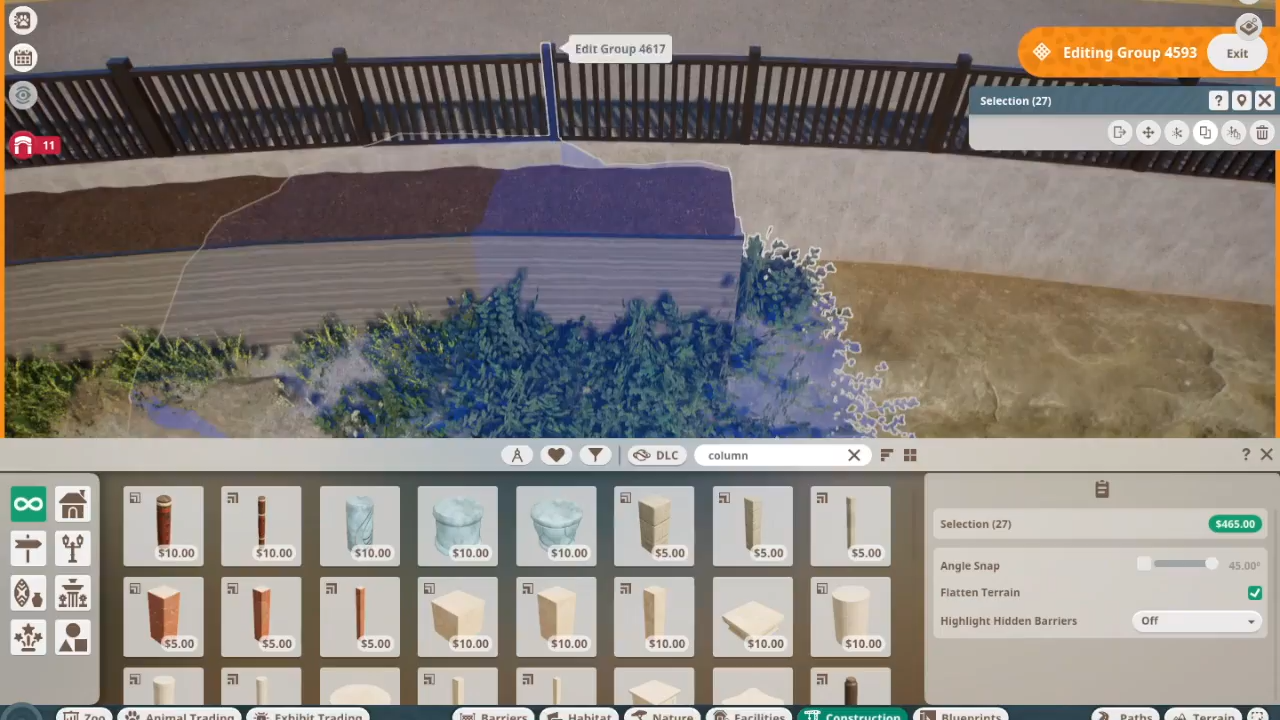 Edit Group 4617
Editing Group 4593
Exit
Selection (27)
?
11
DLC
column
?
$10.00
$10.00
$10.00
$10.00
$10.00
$5.00
$5.00
$5.00
$5.00
$5.00
$5.00
$10.00
$10.00
$10.00
$10.00
$10.00
Selection (27)
$465.00
Angle Snap
45.00°
Flatten Terrain
Highlight Hidden Barriers
Off
Zoo
Animal Trading
Exhibit Trading
Barriers
Habitat
Nature
Facilities
Construction
Blueprints
Paths
Terrain